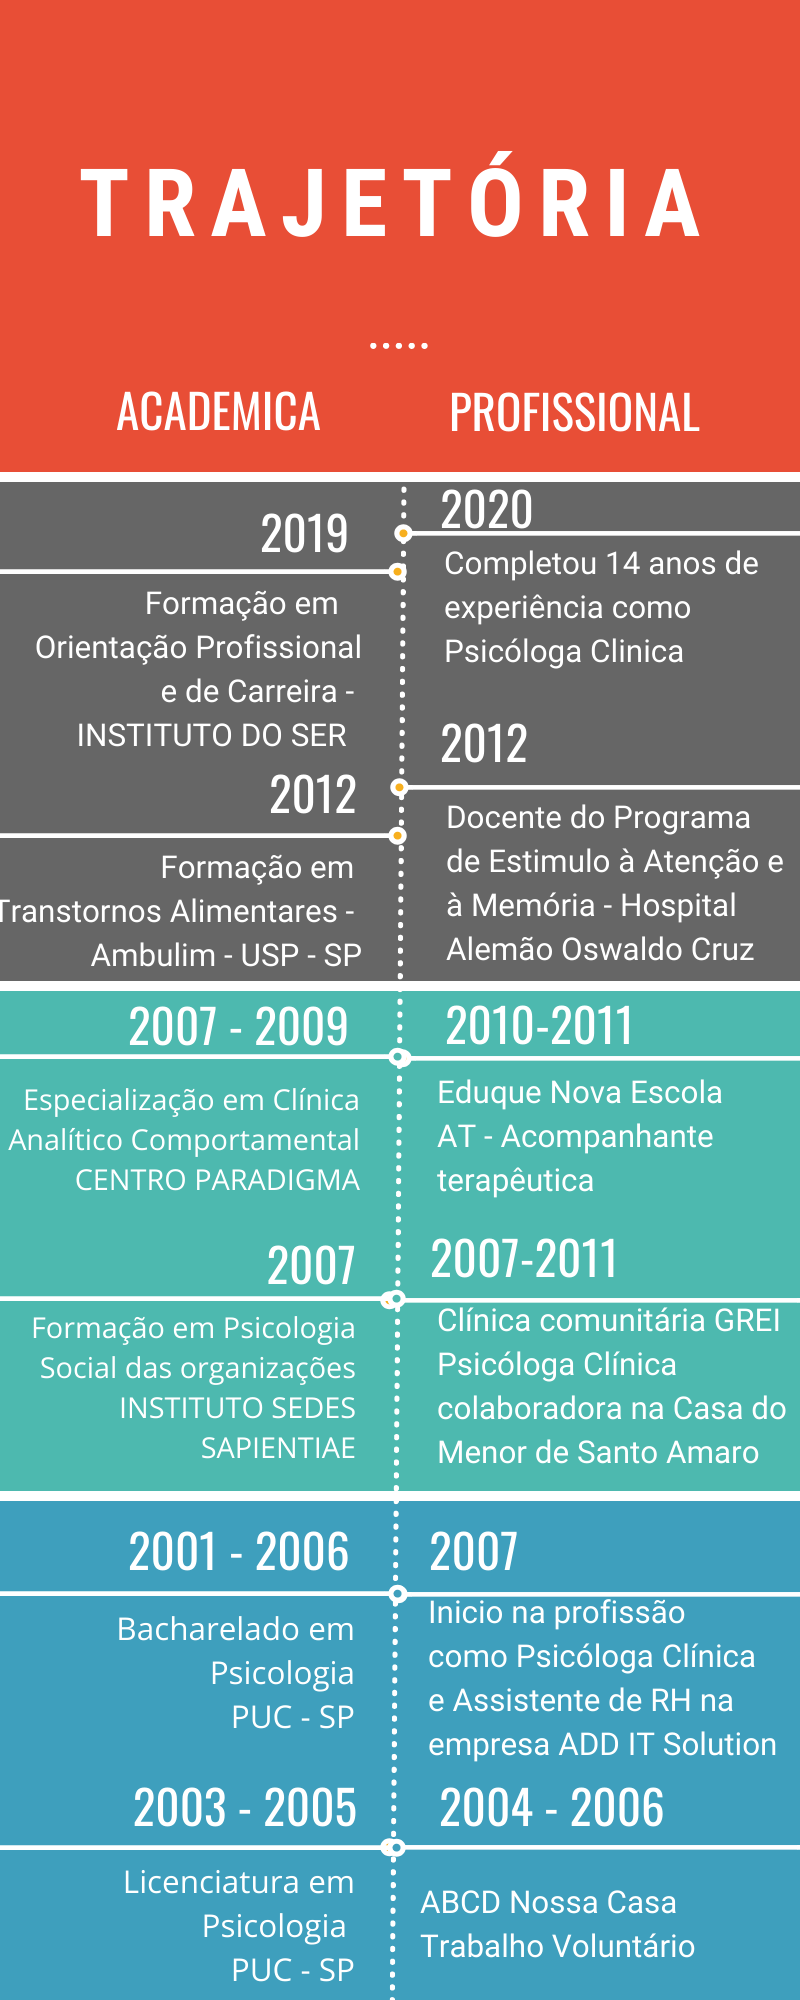 TRAJETÓRIA
ACADEMICA
PROFISSIONAL
2019
Formação em
Orientação Profissional
e de Carreira -
INSTITUTO DO SER
2012
Formação em
Transtornos Alimentares -
Ambulim - USP - SP
2020
Completou 14 anos de
experiência como
Psicóloga Clinica
2012
Docente do Programa
de Estimulo à Atenção e
à Memória - Hospital
Alemão Oswaldo Cruz
2007 - 2009
Especialização em Clínica
Analítico Comportamental
CENTRO PARADIGMA
2007
Formação em Psicologia
Social das organizações
INSTITUTO SEDES
SAPIENTIAE
2010-2011
Eduque Nova Escola
AT - Acompanhante
terapêutica
2007-2011
Clínica comunitária GREI
Psicóloga Clínica
colaboradora na Casa do
Menor de Santo Amaro
2001 - 2006
Bacharelado em
Psicologia
PUC - SP
2003 - 2005
Licenciatura em
Psicologia
PUC - SP
2007
Inicio na profissão
como Psicóloga Clínica
e Assistente de RH na
empresa ADD IT Solution
2004 - 2006
ABCD Nossa Casa
Trabalho Voluntário